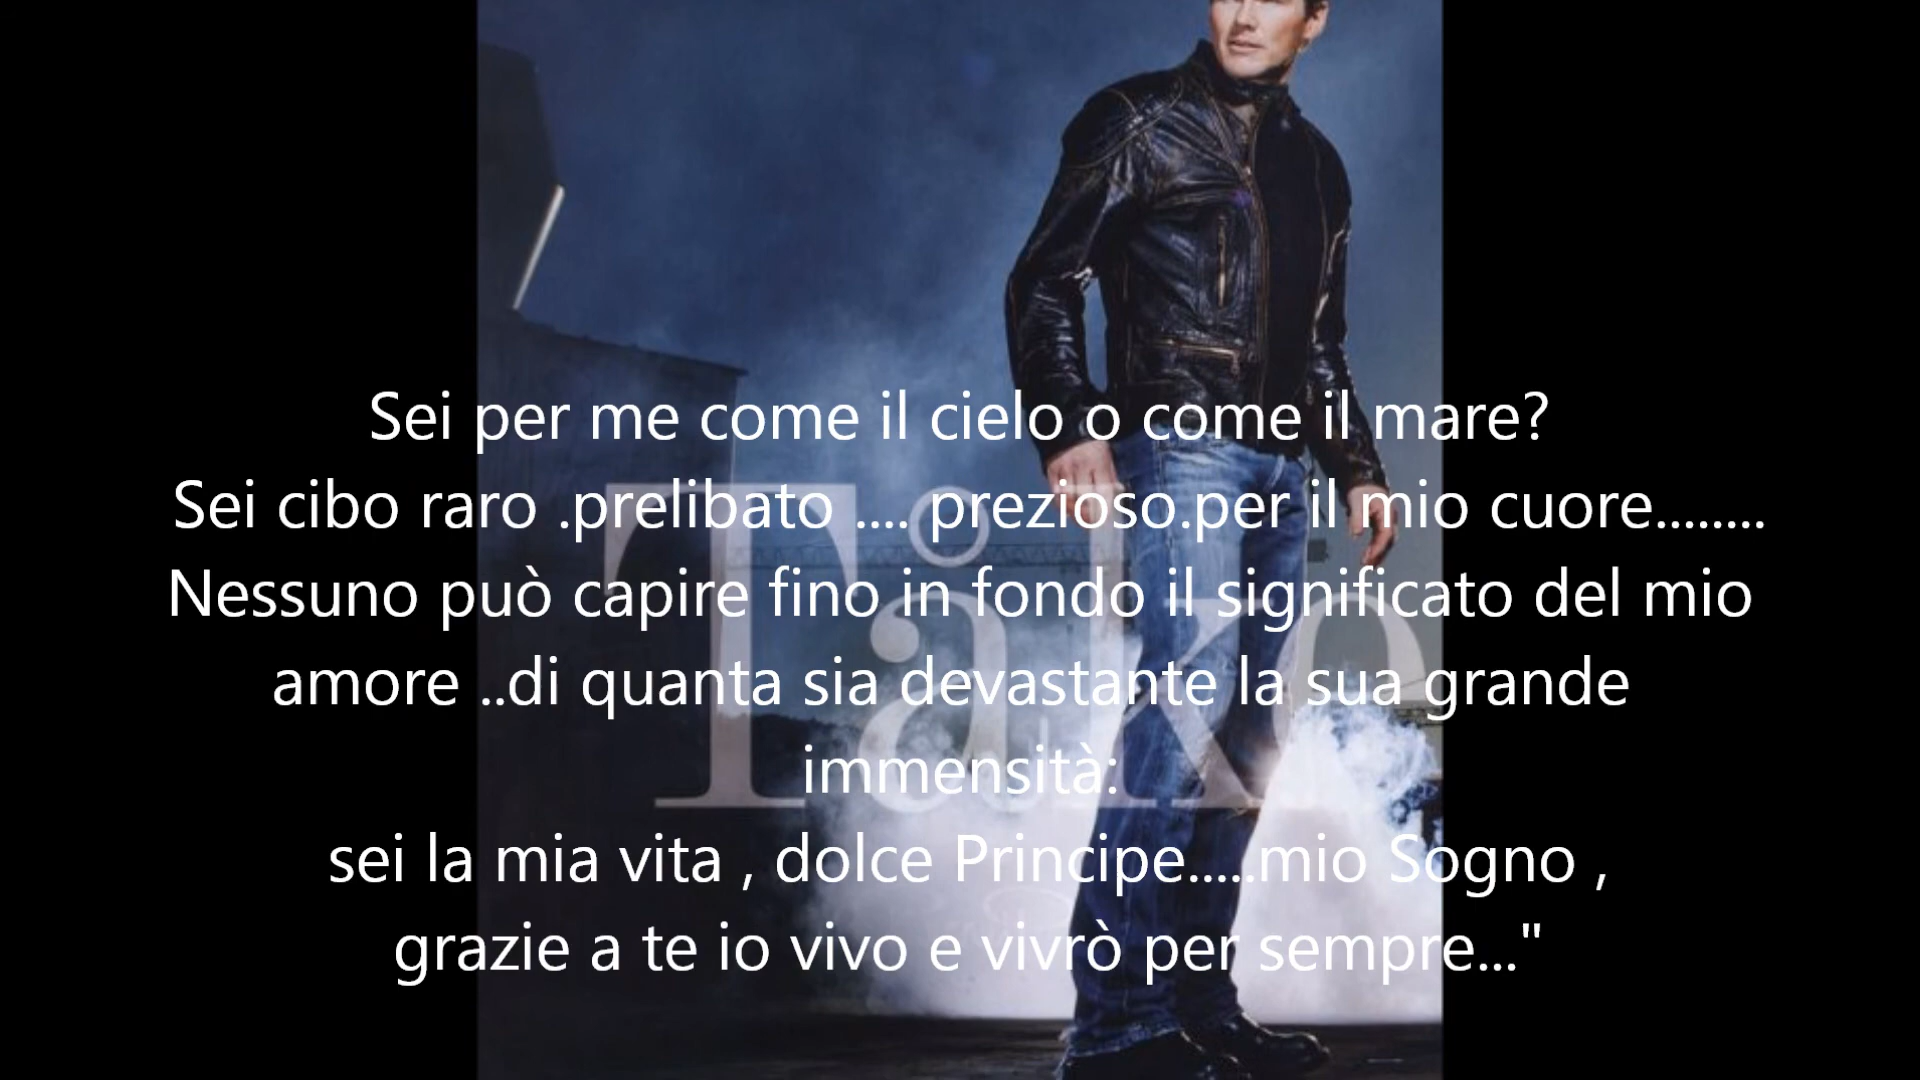 Sei per me come il cielo o come il mare?
Sei cibo raro .prelibato .... prezioso.per il mio cuore........
Nessuno può capire fino in fondo il significato del mio
amore ..di quanta sia devastante la sua grande
immensità:
sei la mia vita , dolce Principe.....mio Sogno ,
grazie a te io vivo e vivrò per sempre..."
Take